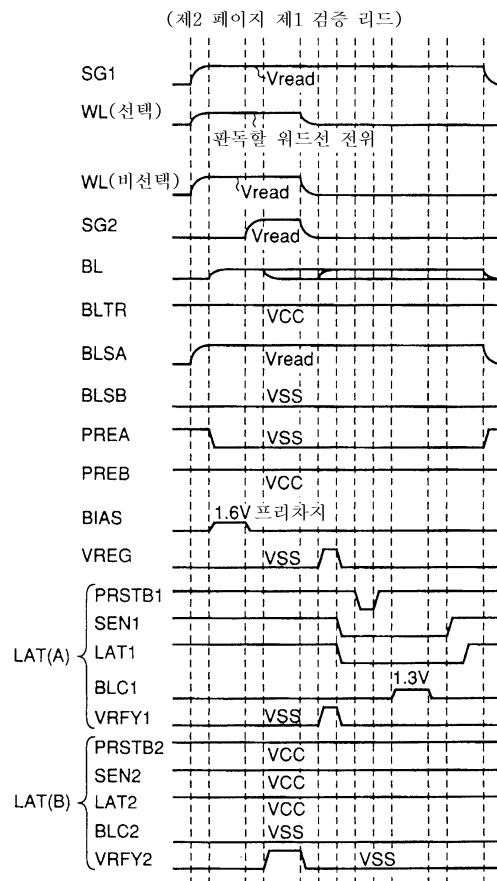 (제2 페이지 제1 검증 리드)
SG1
Vread
WL(선택)
판독할 워드선 전위
WL(비선택)
Vread
SG2
Vread
BL
BLTR
VCC
BLSA
Vread
BLSB
VSS
PREA
VSS
PREB
VCC
BIAS
1.6V 프리차지
VREG
VSS
LAT(A)
PRSTB1
SEN1
LAT1
BLC1
1.3V
VRFY1
VSS
LAT(B)
PRSTB2
VCC
SEN2
VCC
LAT2
VCC
BLC2
VSS
VRFY2
VSS